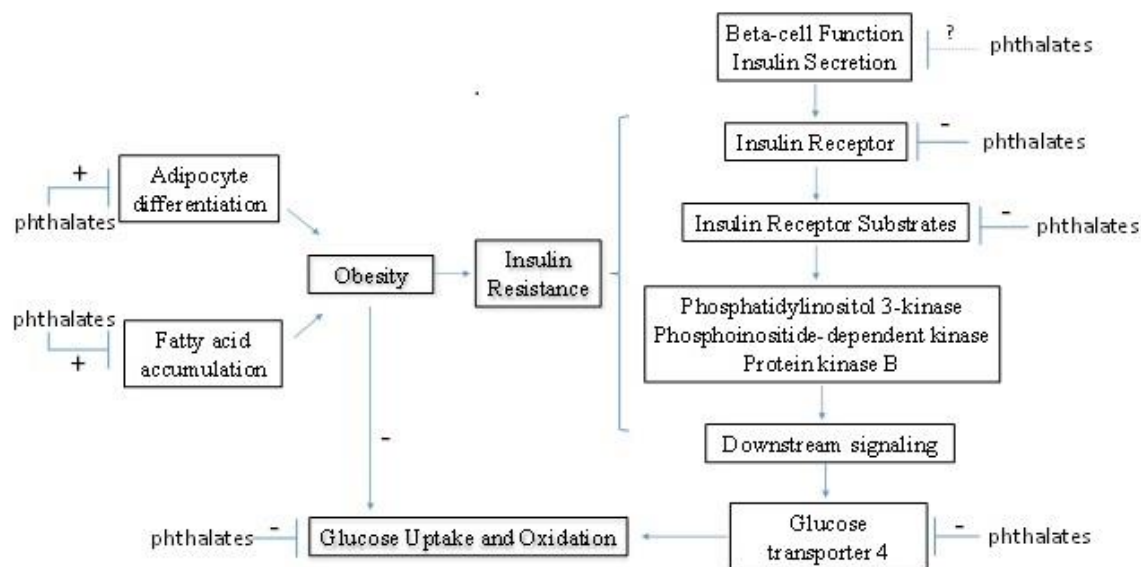 Beta-cell Function
Insulin Secretion
?
phthalates
Insulin Receptor
-
phthalates
Insulin Receptor Substrates
-
phthalates
Phosphatidylinositol 3-kinase
Phosphoinositide-dependent kinase
Protein kinase B
Downstream signaling
Glucose
transporter 4
-
phthalates
+
phthalates
Adipocyte
differentiation
phthalates
+
Fatty acid
accumulation
Obesity
Insulin
Resistance
-
phthalates
-
Glucose Uptake and Oxidation